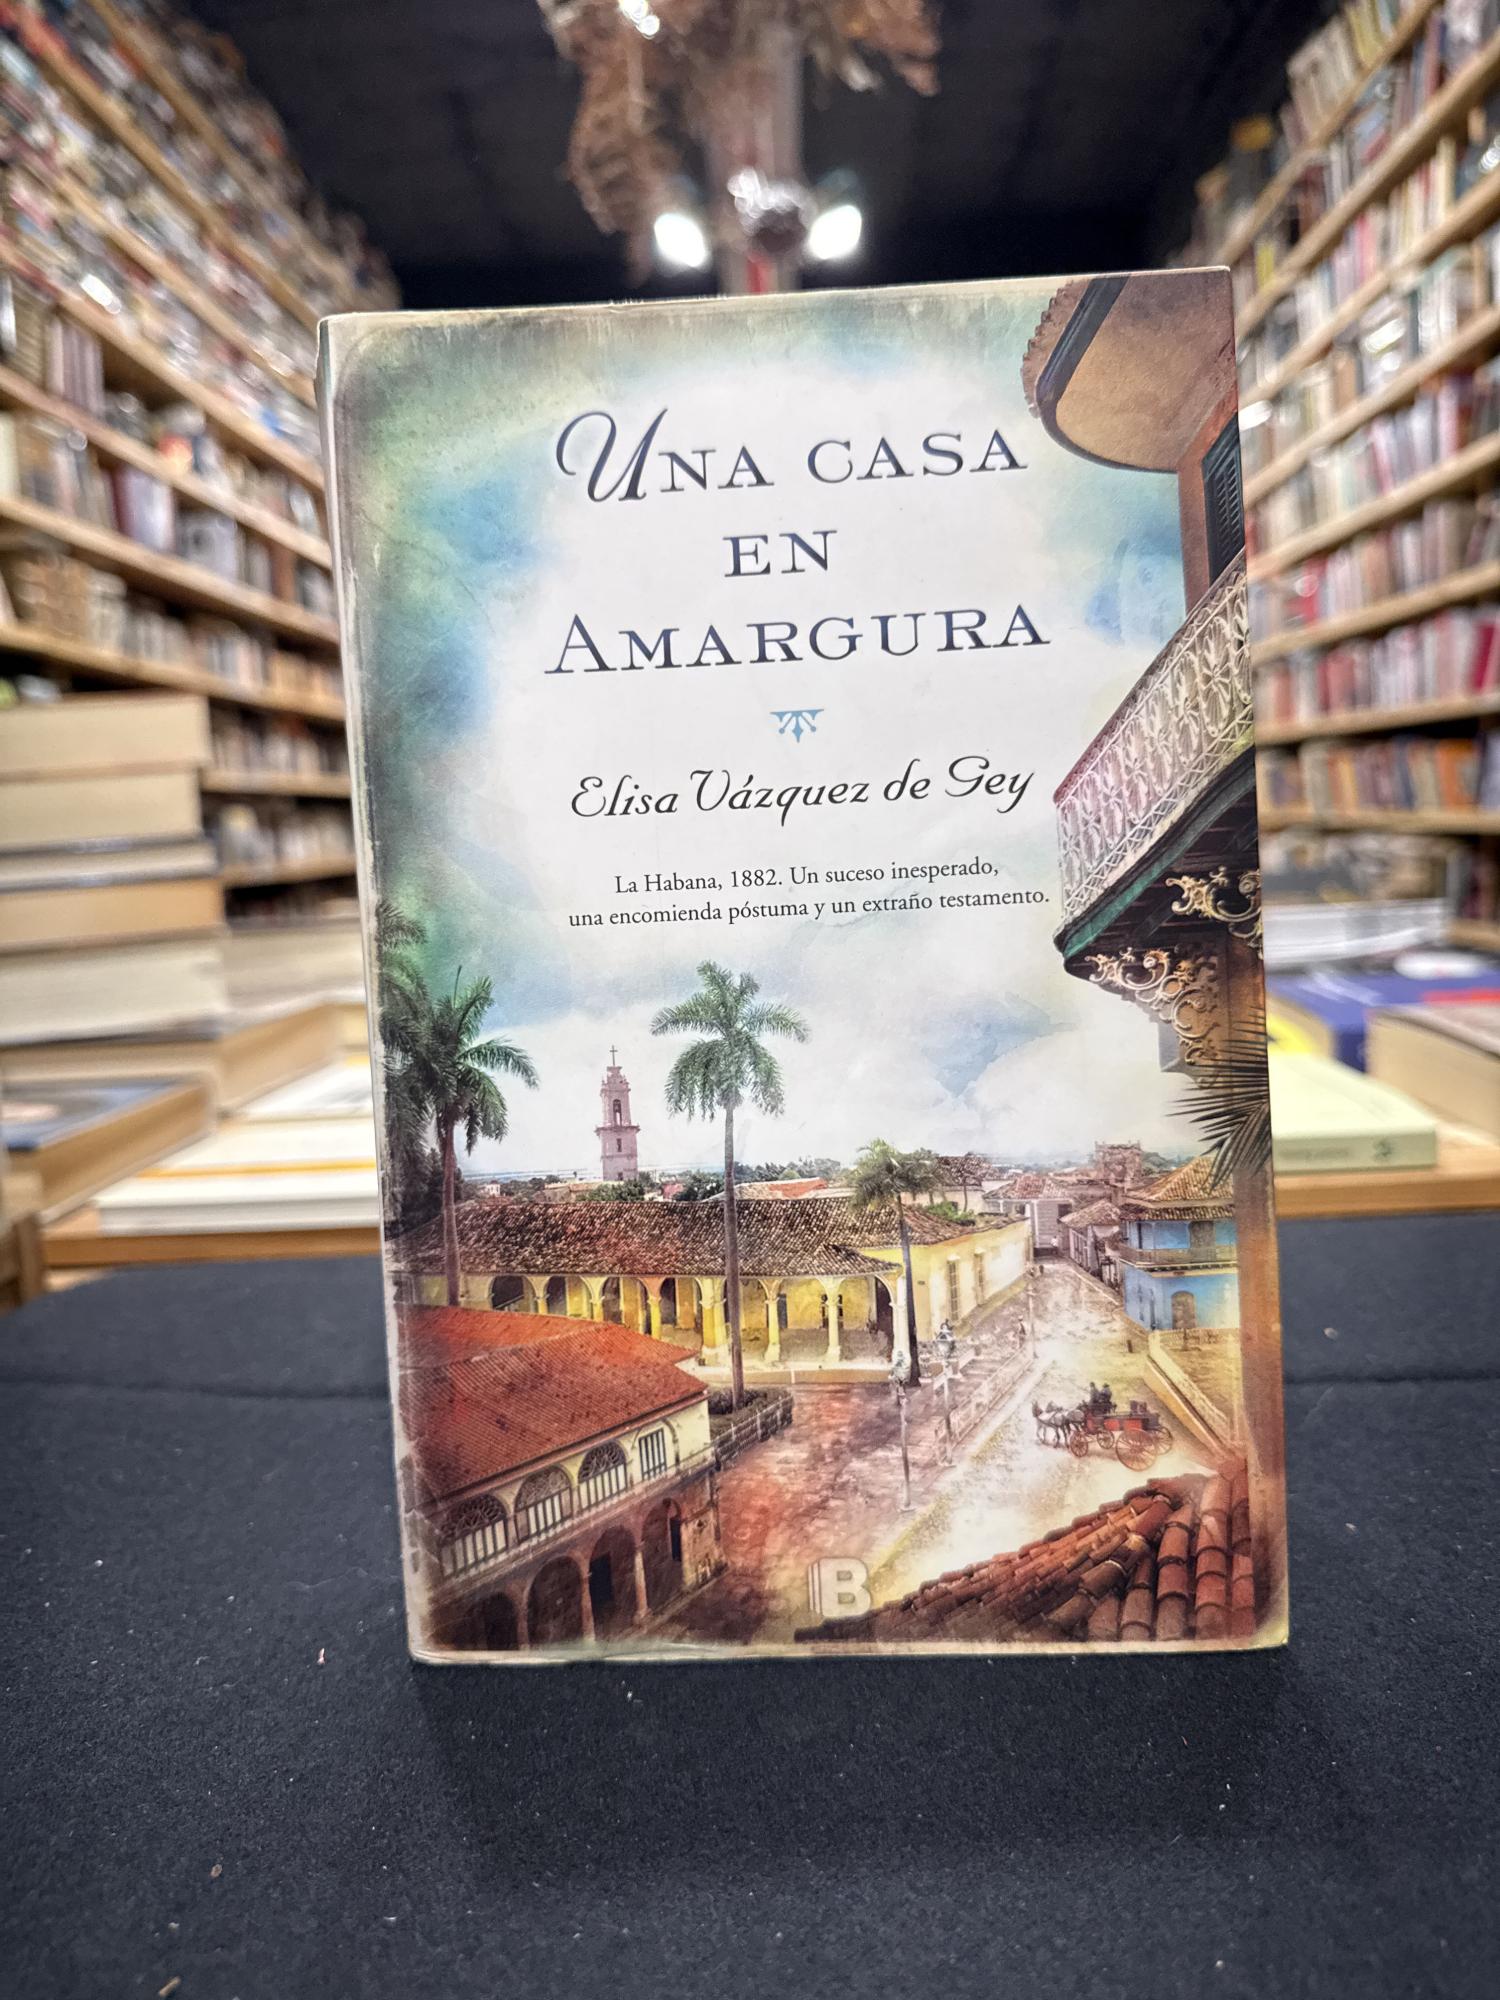 Una casa
en
Amargura
Elisa Vázquez de Gey
La Habana, 1882. Un suceso inesperado,
una encomienda póstuma y un extraño testamento.
B